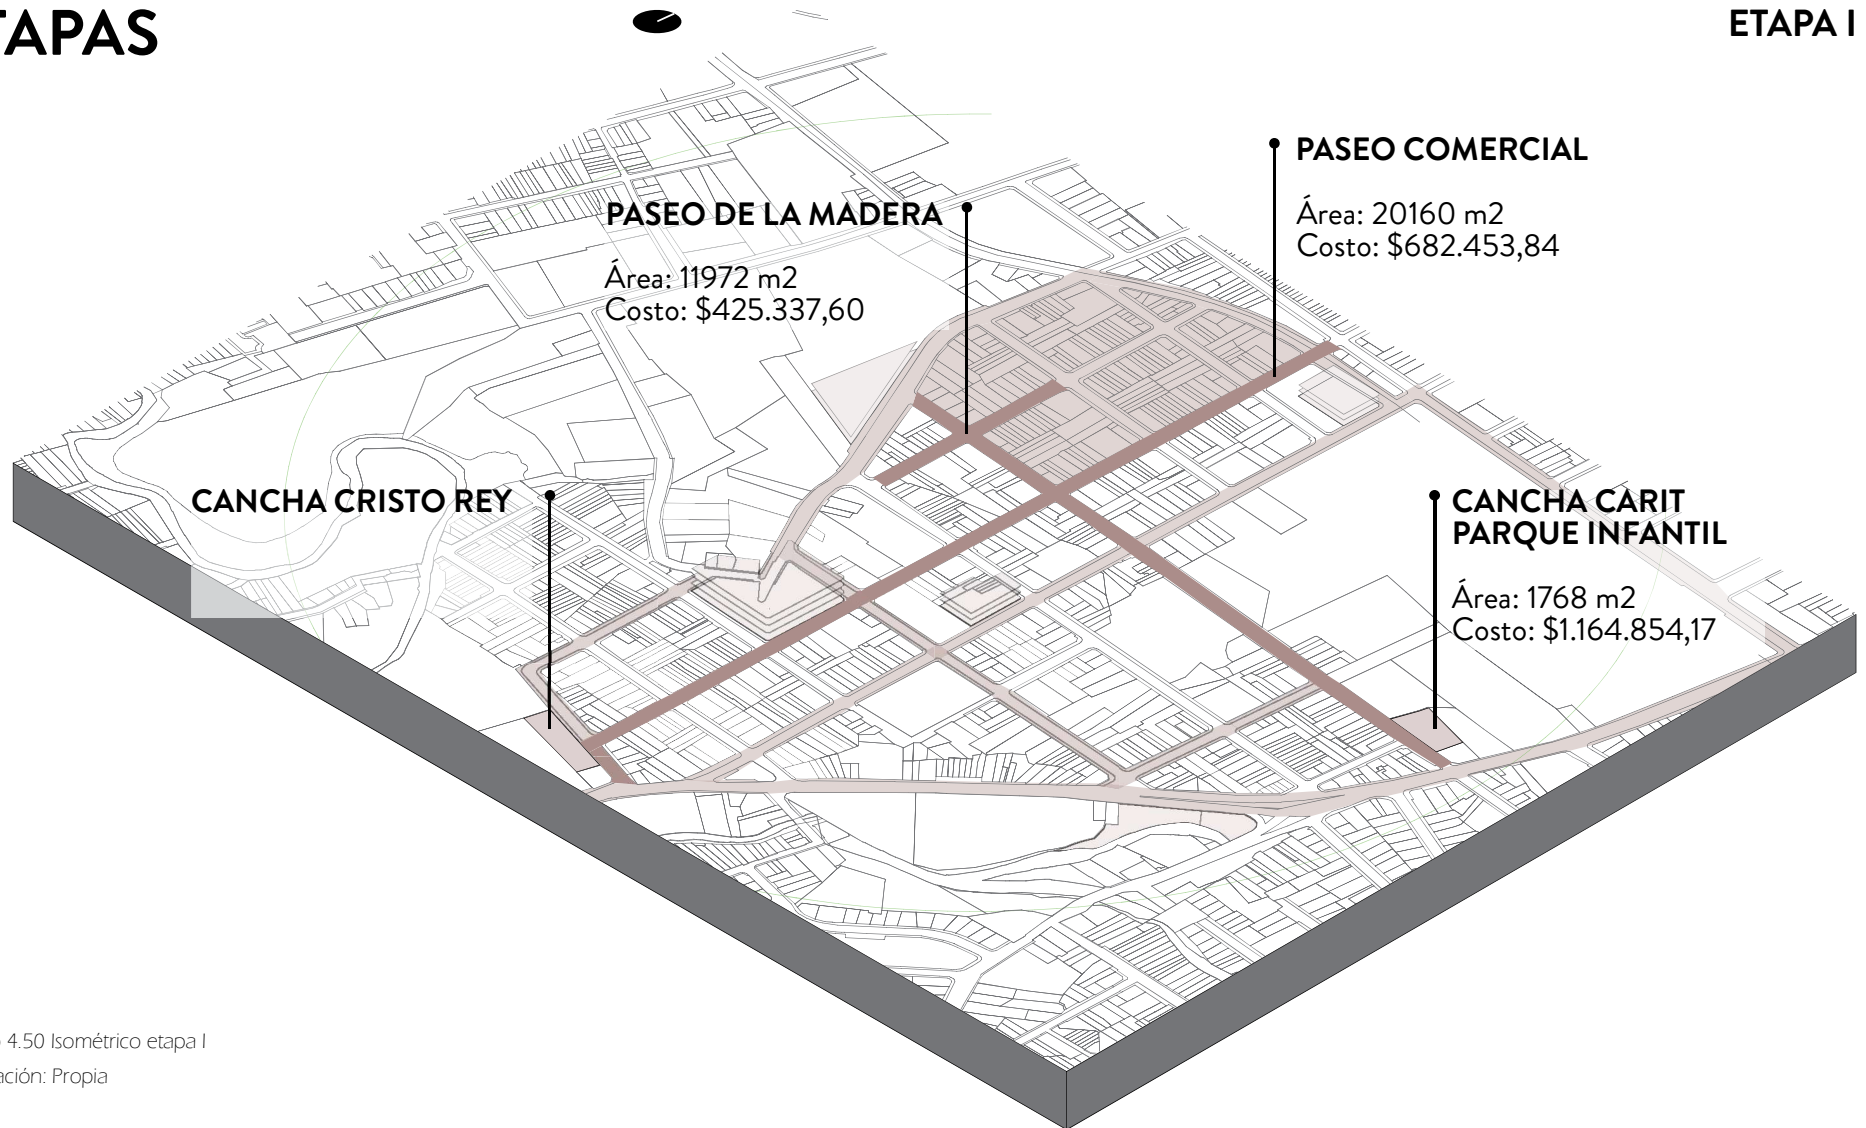 TAPAS
ETAPA I
PASEO COMERCIAL
Área: 20160 m2
Costo: $682.453,84
PASEO DE LA MADERA
Área: 11972 m2
Costo: $425.337,60
CANCHA CRISTO REY
CANCHA CARIT
PARQUE INFANTIL
Área: 1768 m2
Costo: $1.164.854,17
4.50 Isométrico etapa I
ación: Propia